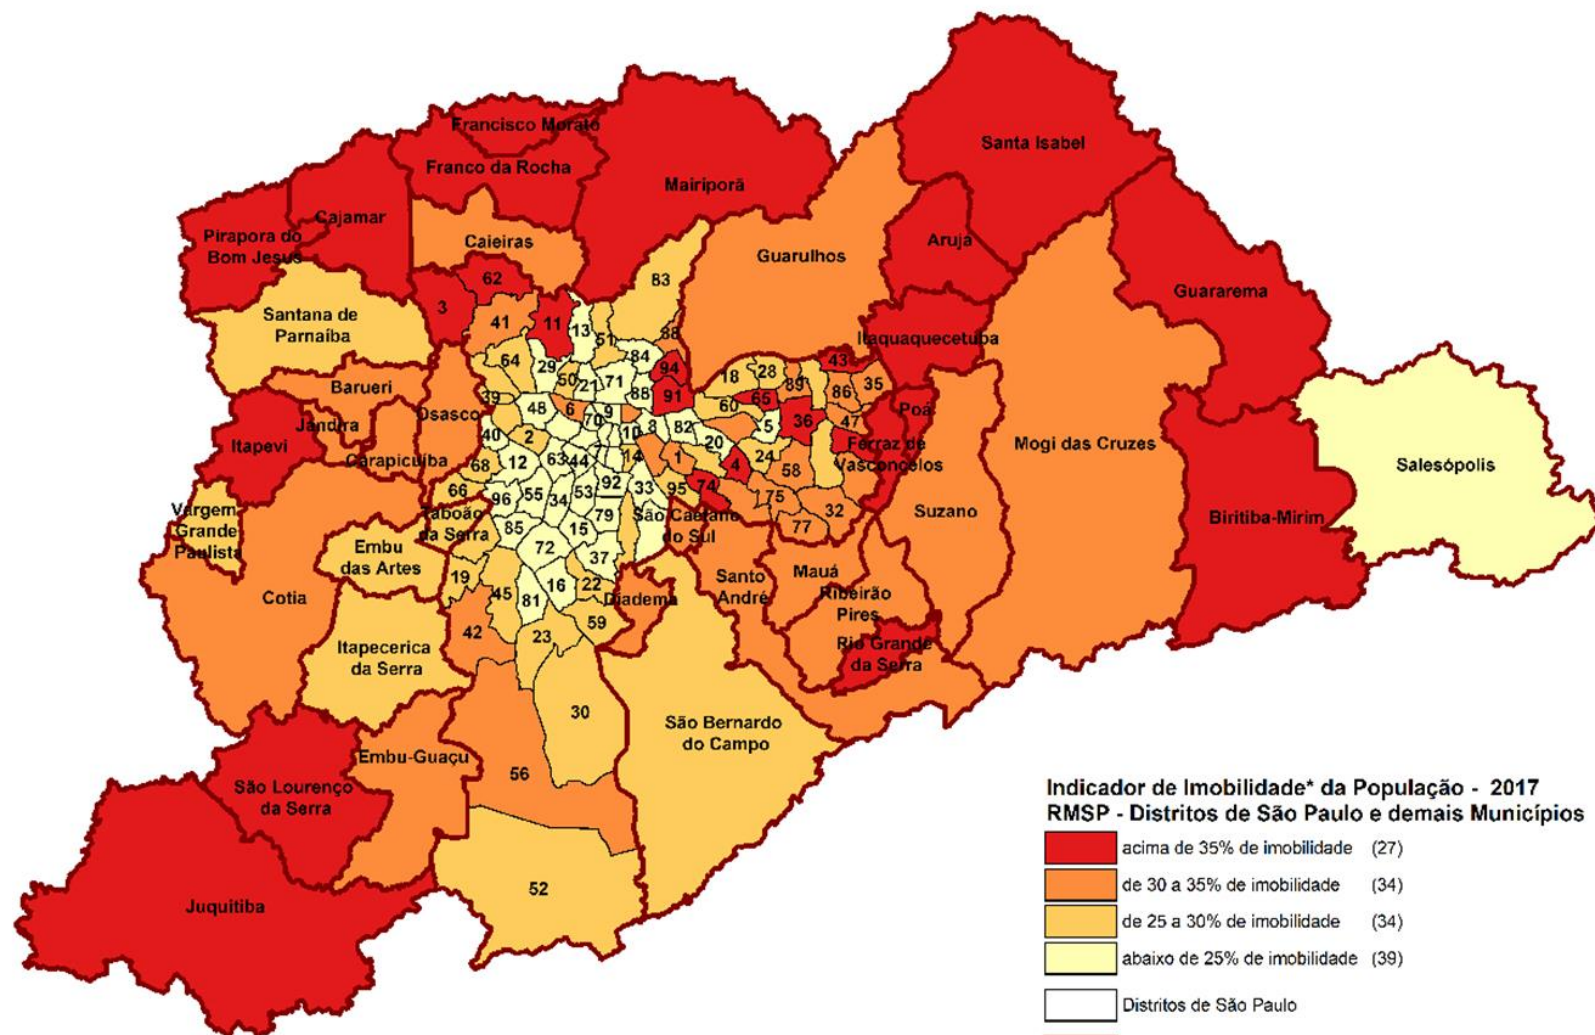 Francisco Morato
Franco da Rocha
Santa Isabel
Mairiporã
Cajamar
Pirapora do
Bom Jesus
Caieiras
Guarulhos
Arujá
Guararema
83
62
3
41
11
13
51
38
Santana de
Parnaíba
Itaquaquecetuba
64
29
50
21
71
84
88
94
91
18
28
89
43
86
35
Barueri
39
48
6
70
9
60
65
36
47
Osasco
Poá
Jandira
Itapevi
Carapicuíba
40
2
10
8
82
20
5
Ferraz de
Vasconcelos
Mogi das Cruzes
Salesópolis
68
12
63
44
7
14
1
4
24
58
66
96
55
34
53
92
33
95
74
75
32
77
Suzano
Biritiba-Mirim
Vargem
Grande
Paulista
Taboão
da Serra
85
15
79
São Caetano
do Sul
Embu
das Artes
72
37
19
45
81
16
22
59
Diadema
Santo
André
Mauá
Ribeirão
Pires
Cotia
42
23
Rio Grande
da Serra
Itapecerica
da Serra
30
São Bernardo
do Campo
Embu-Guaçu
56
São Lourenço
da Serra
52
Juquitiba
Indicador de Imobilidade* da População - 2017
RMSP - Distritos de São Paulo e demais Municípios
acima de 35% de imobilidade (27)
de 30 a 35% de imobilidade (34)
de 25 a 30% de imobilidade (34)
abaixo de 25% de imobilidade (39)
Distritos de São Paulo